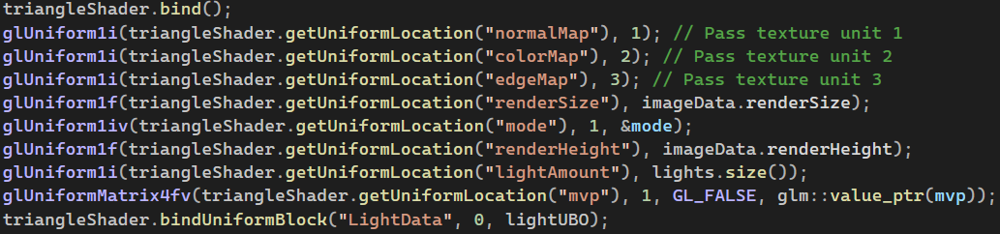 triangleShader.bind();
glUniform1i(triangleShader.getUniformLocation("normalMap"), 1); // Pass texture unit 1
glUniform1i(triangleShader.getUniformLocation("colorMap"), 2); // Pass texture unit 2
glUniform1i(triangleShader.getUniformLocation("edgeMap"), 3); // Pass texture unit 3
glUniform1f(triangleShader.getUniformLocation("renderSize"), imageData.renderSize);
glUniform1iv(triangleShader.getUniformLocation("mode"), 1, &mode);
glUniform1f(triangleShader.getUniformLocation("renderHeight"), imageData.renderHeight);
glUniform1i(triangleShader.getUniformLocation("lightAmount"), lights.size());
glUniformMatrix4fv(triangleShader.getUniformLocation("mvp"), 1, GL_FALSE, glm::value_ptr(mvp));
triangleShader.bindUniformBlock("LightData", 0, lightUBO);